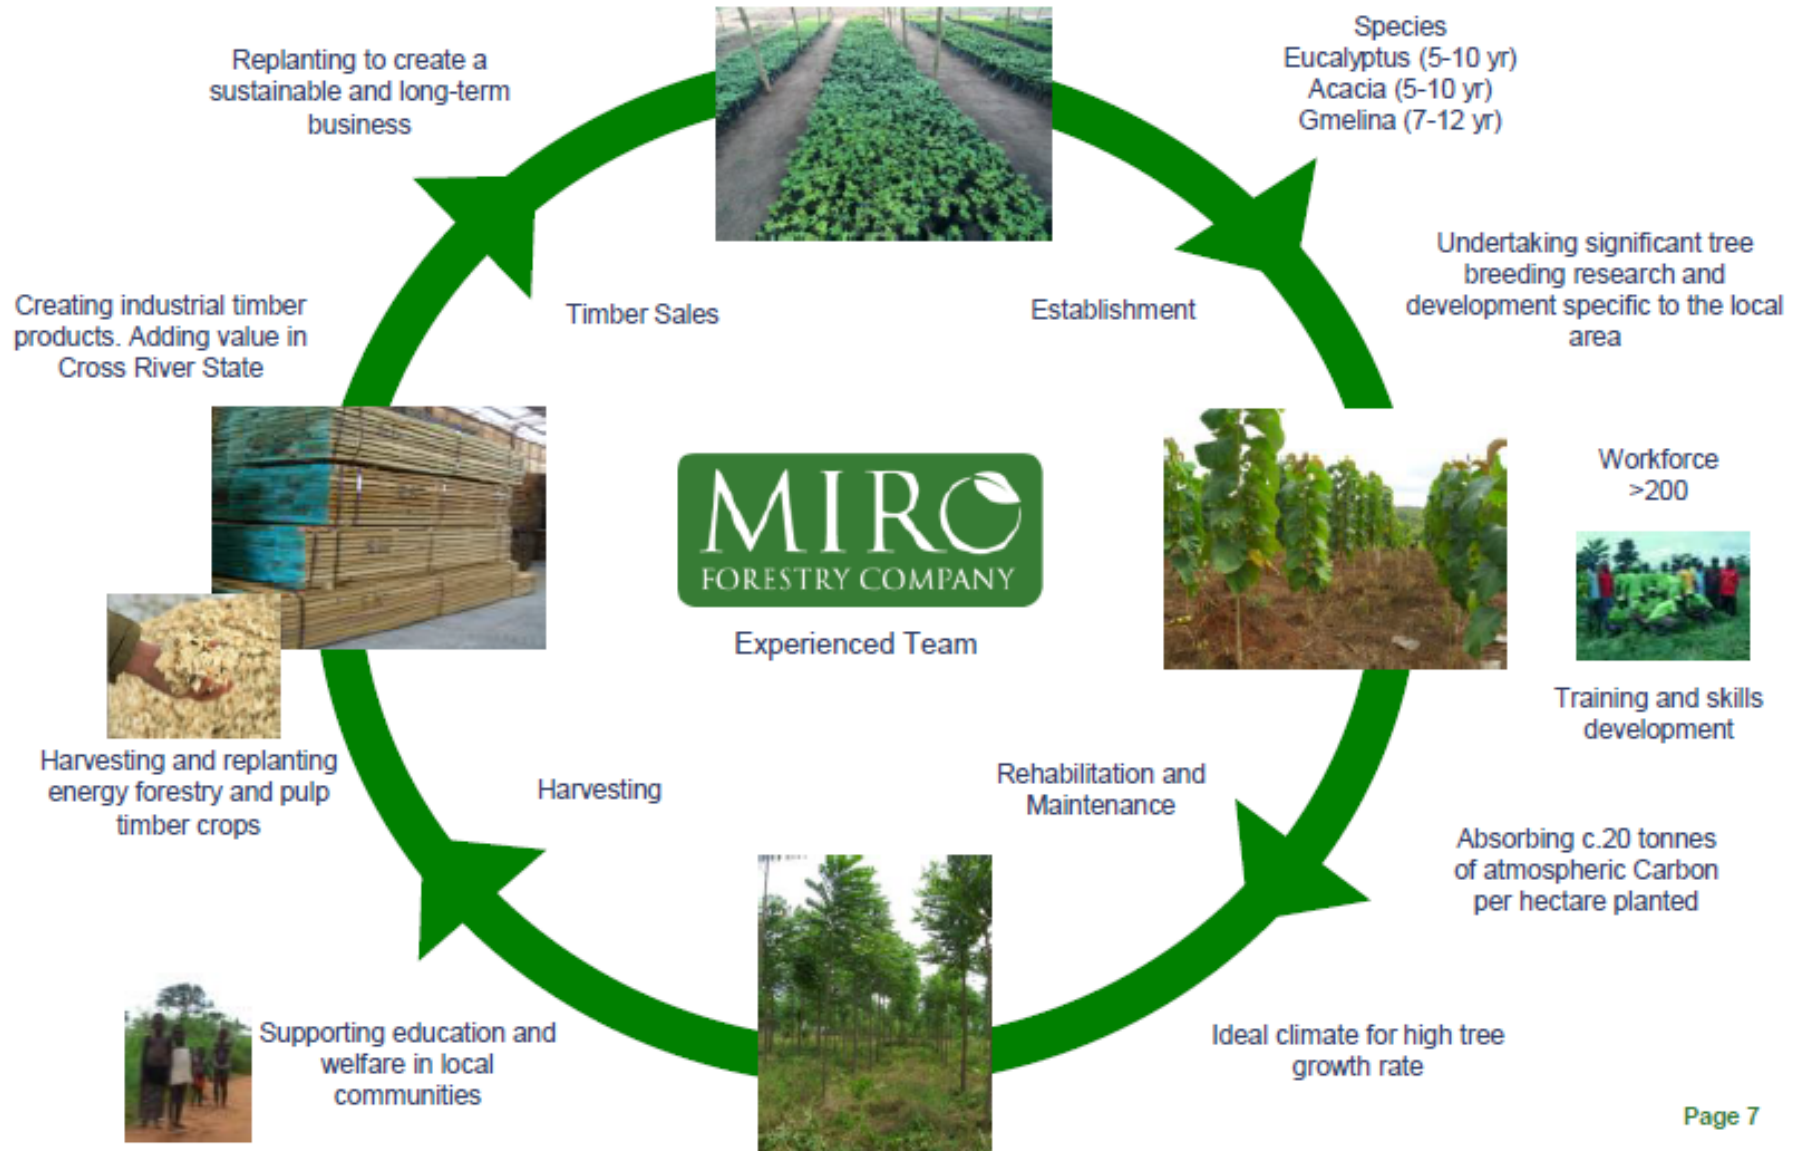 Replanting to create a
sustainable and long-term
business
Species
Eucalyptus (5-10 yr)
Acacia (5-10 yr)
Gmelina (7-12 yr)
Undertaking significant tree
breeding research and
development specific to the local
area
Creating industrial timber
products. Adding value in
Cross River State
Timber Sales
Establishment
Workforce
>200
MIRO
FORESTRY COMPANY
Experienced Team
Training and skills
development
Harvesting and replanting
energy forestry and pulp
timber crops
Harvesting
Rehabilitation and
Maintenance
Absorbing c.20 tonnes
of atmospheric Carbon
per hectare planted
Supporting education and
welfare in local
communities
Ideal climate for high tree
growth rate
Page 7